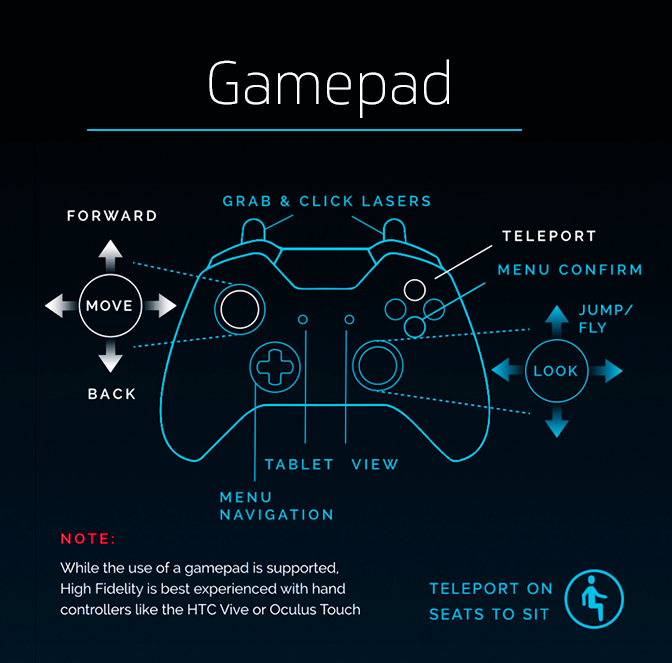 Gamepad
GRAB & CLICK LASERS
FORWARD
TELEPORT
MENU CONFIRM
MOVE
JUMP/
FLY
LOOK
BACK
TABLET
VIEW
MENU
NAVIGATION
NOTE:
While the use of a gamepad is supported,
High Fidelity is best experienced with hand
controllers like the HTC Vive or Oculus Touch
TELEPORT ON
SEATS TO SIT